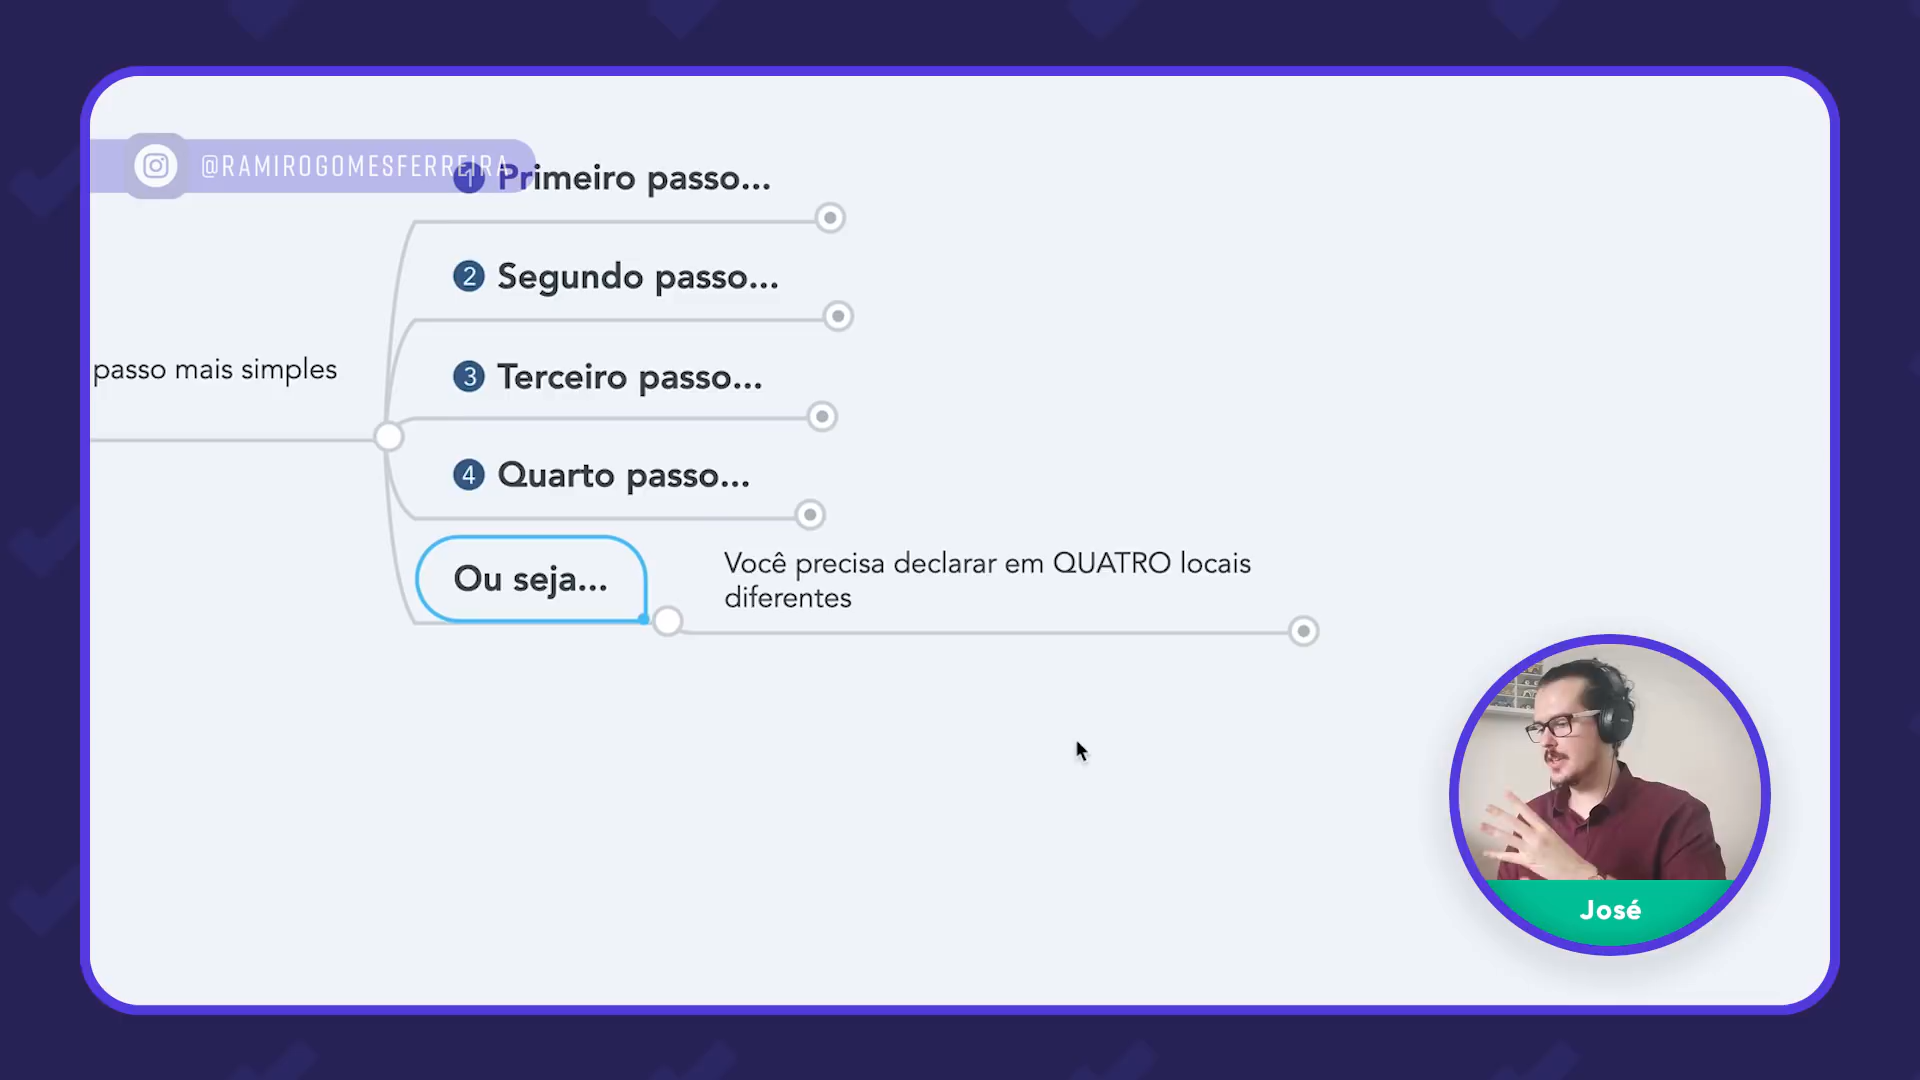 @RAMIROGOMESFERREIRA
1 Primeiro passo...
2 Segundo passo...
passo mais simples
3 Terceiro passo...
4 Quarto passo...
Ou seja...
Você precisa declarar em QUATRO locais
diferentes
José